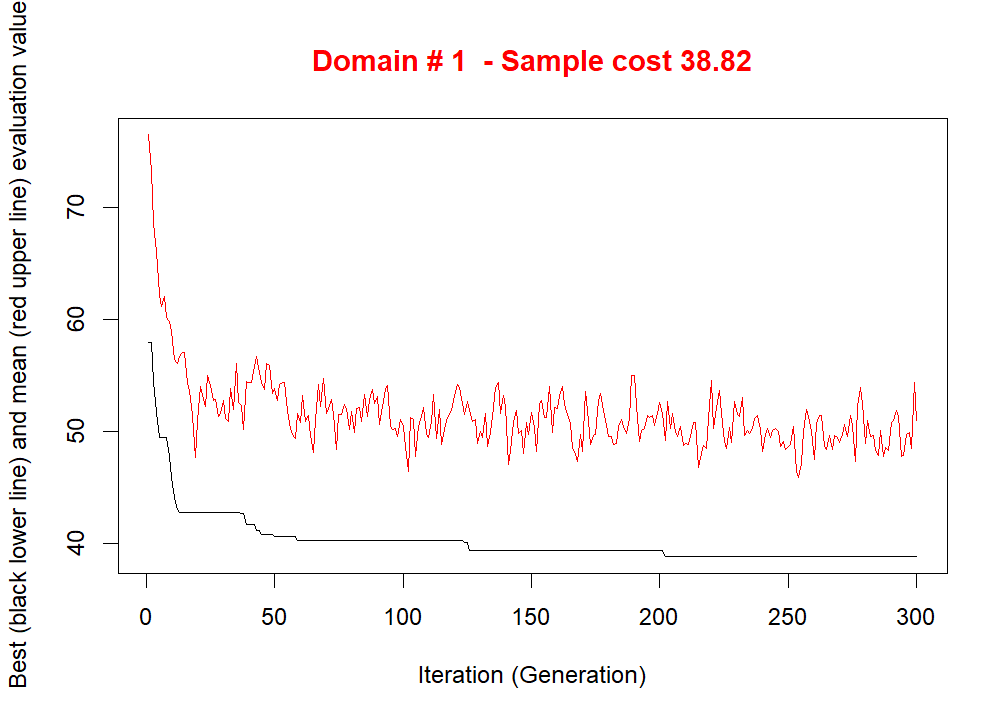 Domain # 1  - Sample cost 38.82
Best (black lower line) and mean (red upper line) evaluation value
70
60
50
40
0 50 100 150 200 250 300
Iteration (Generation)